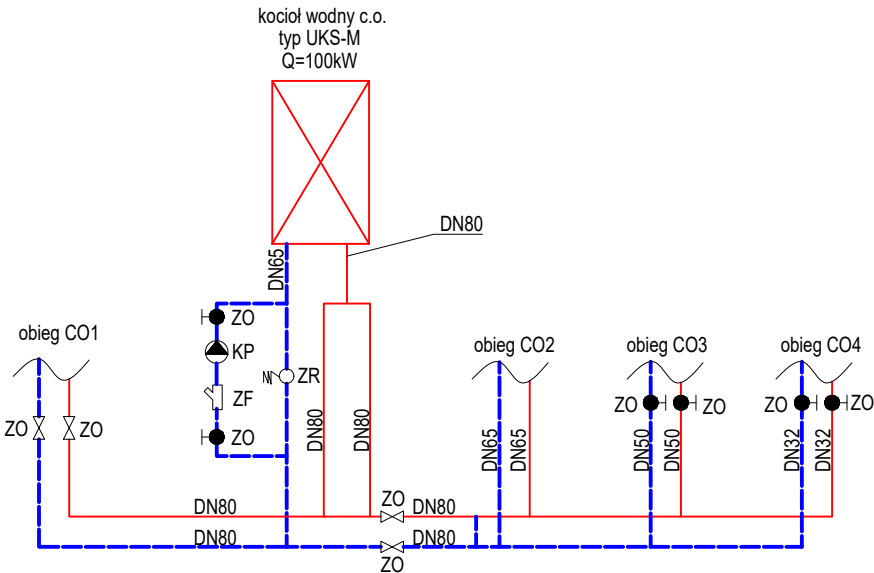 kocioł wodny c.o.
typ UKS-M
Q=100kW
DN80
DN65
obieg CO1
ZO
KP
ZR
ZF
ZO
obieg CO2
obieg CO3
obieg CO4
ZO
ZO
DN80
DN80
DN65
DN65
ZO
ZO
DN50
DN50
ZO
ZO
DN32
DN32
DN80
ZO
DN80
DN80
DN80
ZO